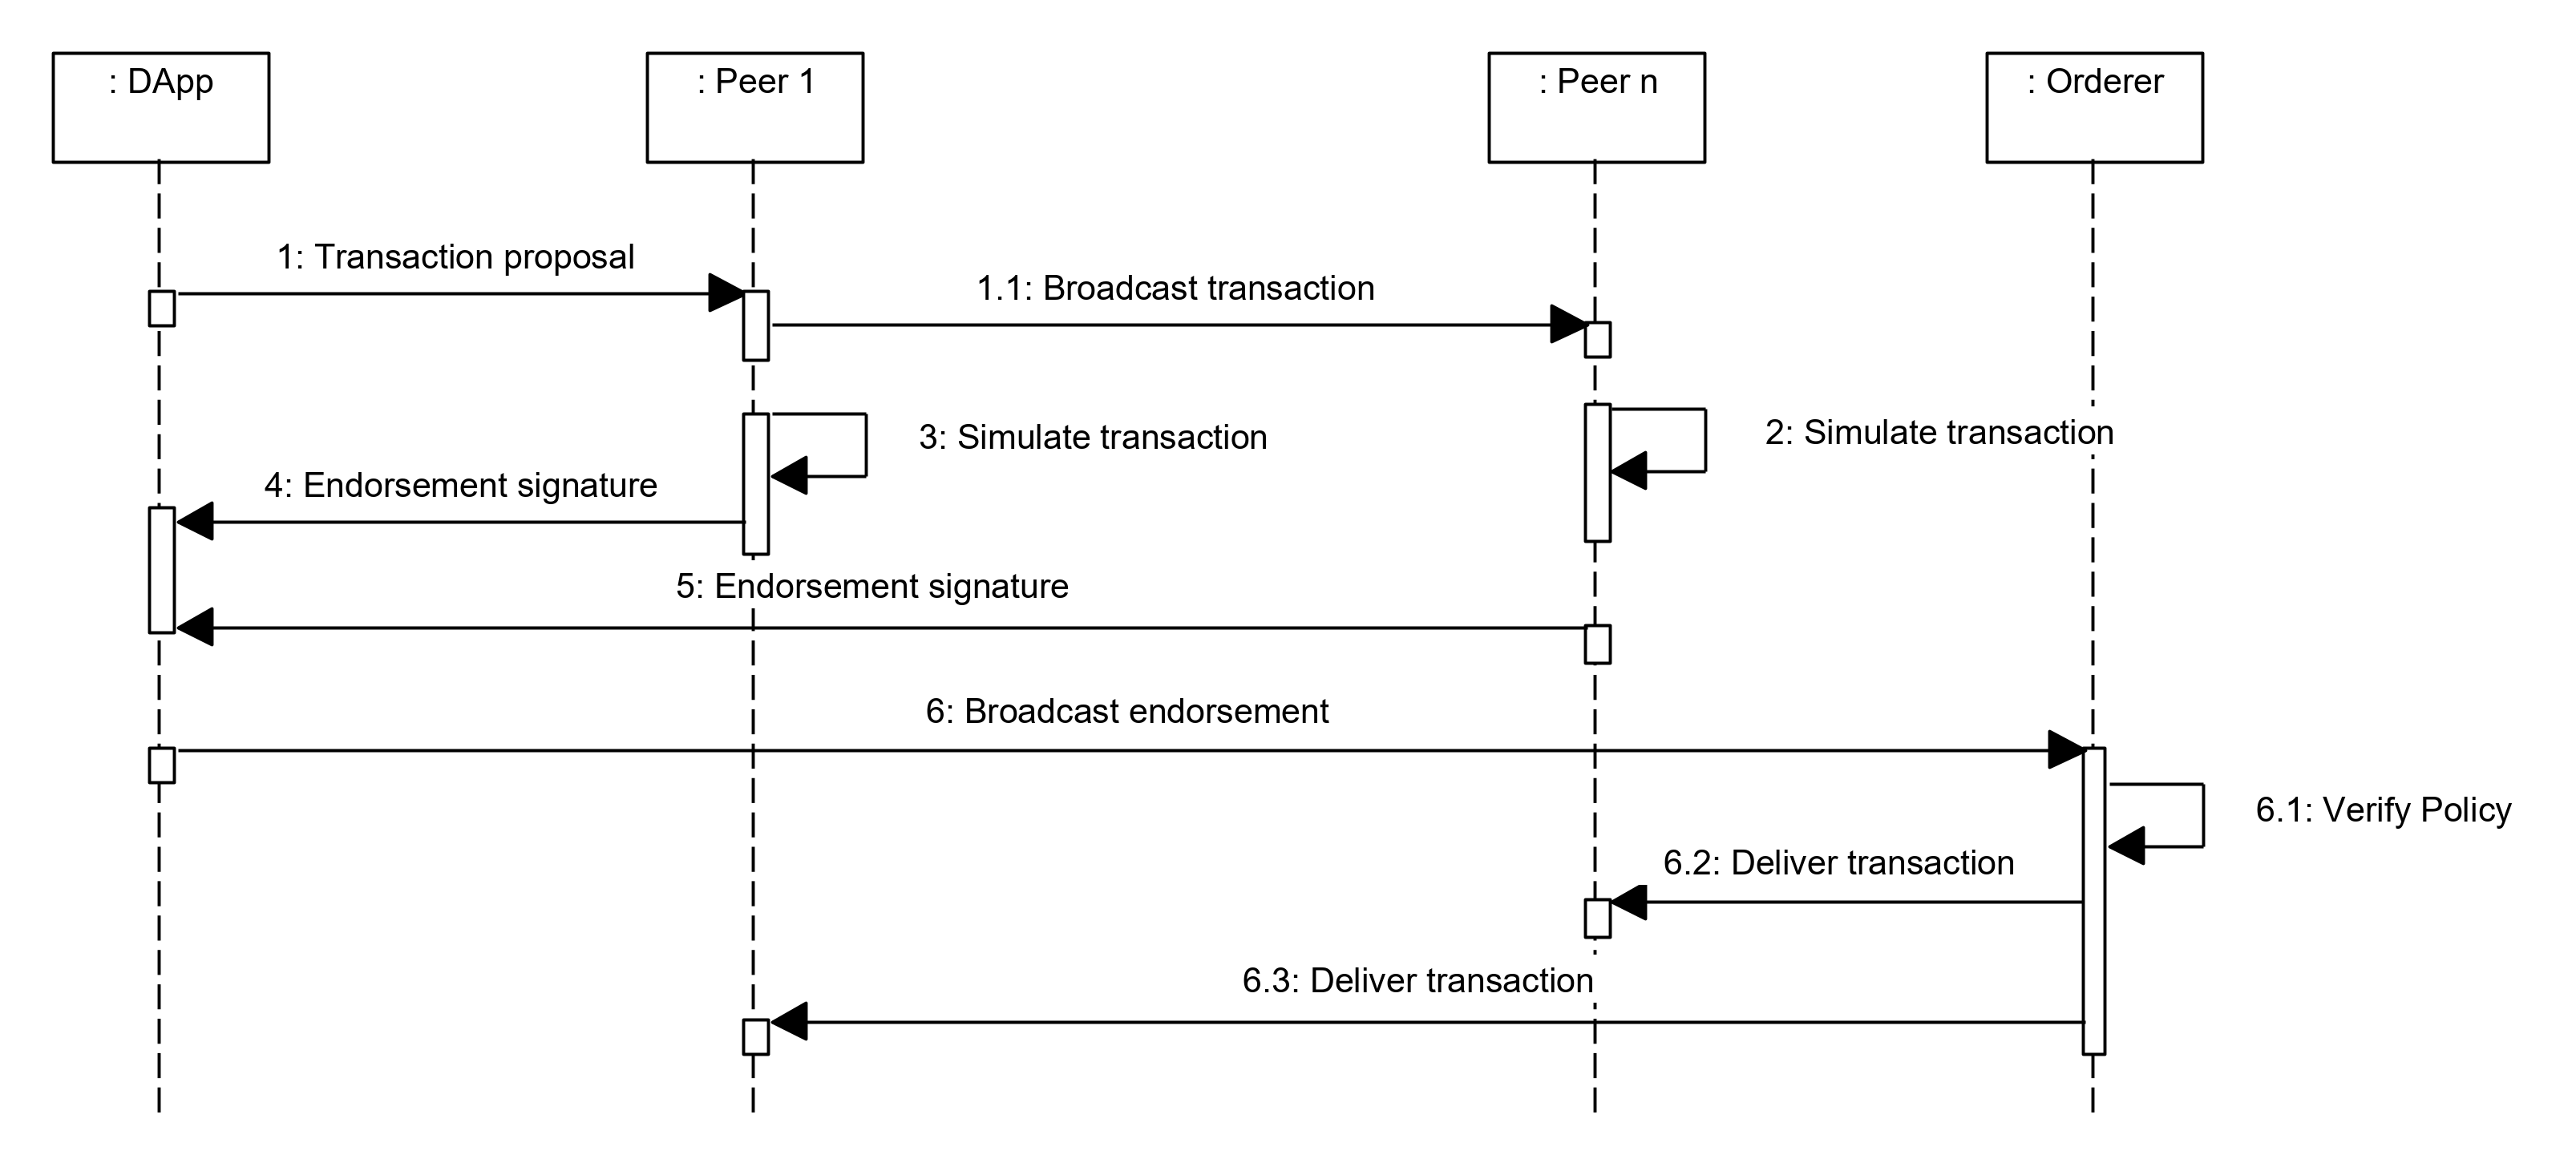 : DApp
: Peer 1
: Peer n
: Orderer
1: Transaction proposal
1.1: Broadcast transaction
3: Simulate transaction
2: Simulate transaction
4: Endorsement signature
5: Endorsement signature
6: Broadcast endorsement
6.1: Verify Policy
6.2: Deliver transaction
6.3: Deliver transaction